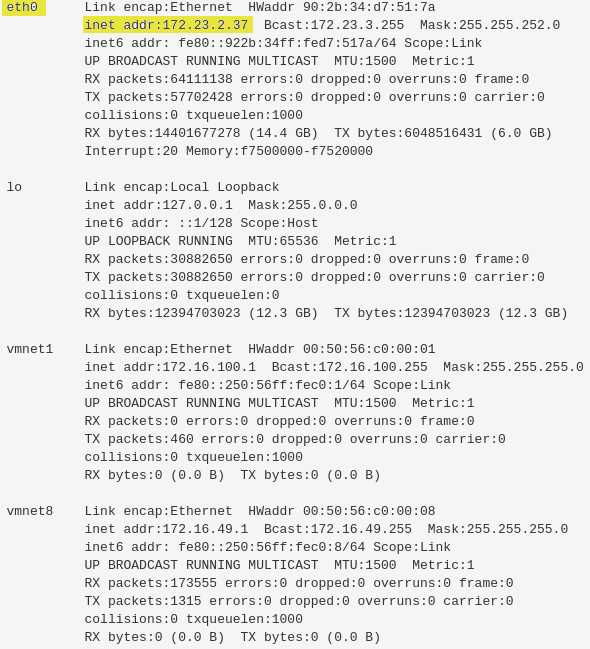 eth0      Link encap:Ethernet  HWaddr 90:2b:34:d7:51:7a
          inet addr:172.23.2.37  Bcast:172.23.3.255  Mask:255.255.252.0
          inet6 addr: fe80::922b:34ff:fed7:517a/64 Scope:Link
          UP BROADCAST RUNNING MULTICAST  MTU:1500  Metric:1
          RX packets:64111138 errors:0 dropped:0 overruns:0 frame:0
          TX packets:57702428 errors:0 dropped:0 overruns:0 carrier:0
          collisions:0 txqueuelen:1000
          RX bytes:14401677278 (14.4 GB)  TX bytes:6048516431 (6.0 GB)
          Interrupt:20 Memory:f7500000-f7520000

lo        Link encap:Local Loopback
          inet addr:127.0.0.1  Mask:255.0.0.0
          inet6 addr: ::1/128 Scope:Host
          UP LOOPBACK RUNNING  MTU:65536  Metric:1
          RX packets:30882650 errors:0 dropped:0 overruns:0 frame:0
          TX packets:30882650 errors:0 dropped:0 overruns:0 carrier:0
          collisions:0 txqueuelen:0
          RX bytes:12394703023 (12.3 GB)  TX bytes:12394703023 (12.3 GB)

vmnet1    Link encap:Ethernet  HWaddr 00:50:56:c0:00:01
          inet addr:172.16.100.1  Bcast:172.16.100.255  Mask:255.255.255.0
          inet6 addr: fe80::250:56ff:fec0:1/64 Scope:Link
          UP BROADCAST RUNNING MULTICAST  MTU:1500  Metric:1
          RX packets:0 errors:0 dropped:0 overruns:0 frame:0
          TX packets:460 errors:0 dropped:0 overruns:0 carrier:0
          collisions:0 txqueuelen:1000
          RX bytes:0 (0.0 B)  TX bytes:0 (0.0 B)

vmnet8    Link encap:Ethernet  HWaddr 00:50:56:c0:00:08
          inet addr:172.16.49.1  Bcast:172.16.49.255  Mask:255.255.255.0
          inet6 addr: fe80::250:56ff:fec0:8/64 Scope:Link
          UP BROADCAST RUNNING MULTICAST  MTU:1500  Metric:1
          RX packets:173555 errors:0 dropped:0 overruns:0 frame:0
          TX packets:1315 errors:0 dropped:0 overruns:0 carrier:0
          collisions:0 txqueuelen:1000
          RX bytes:0 (0.0 B)  TX bytes:0 (0.0 B)